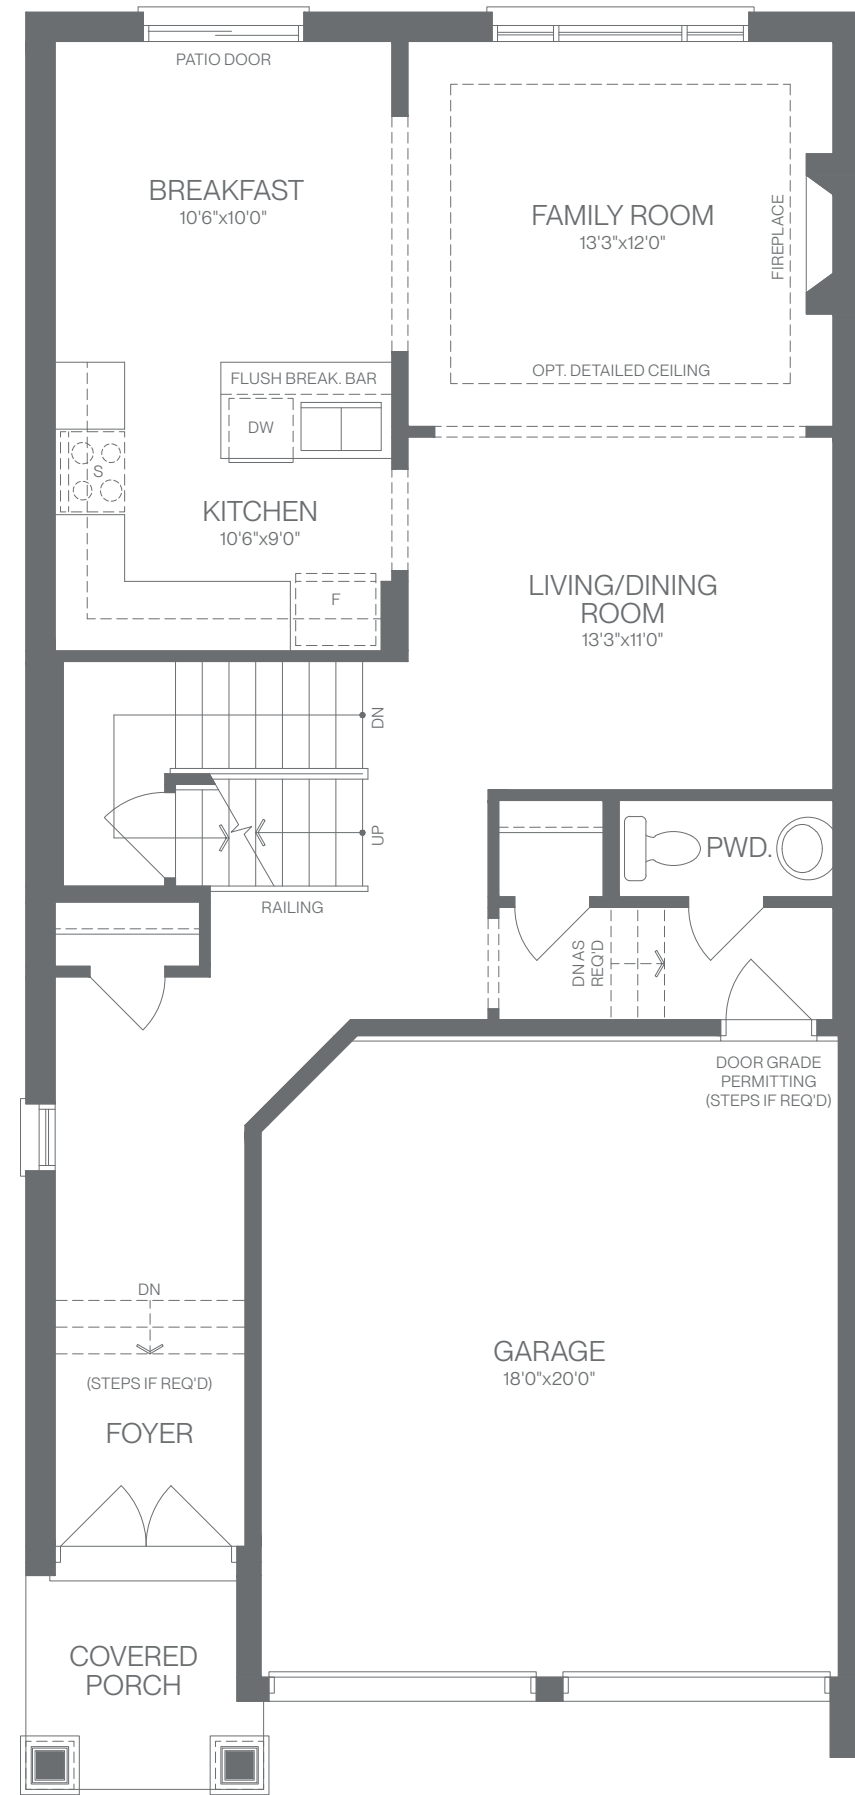 PATIO DOOR
BREAKFAST
10'6"x10'0"
FAMILY ROOM
13'3"x12'0"
FIREPLACE
OPT. DETAILED CEILING
FLUSH BREAK. BAR
DW
S
KITCHEN
10'6"x9'0"
F
LIVING/DINING
ROOM
13'3"x11'0"
DN
UP
RAILING
PWD.
DN AS
REQ'D
DOOR GRADE
PERMITTING
(STEPS IF REQ'D)
DN
(STEPS IF REQ'D)
FOYER
GARAGE
18'0"x20'0"
COVERED
PORCH